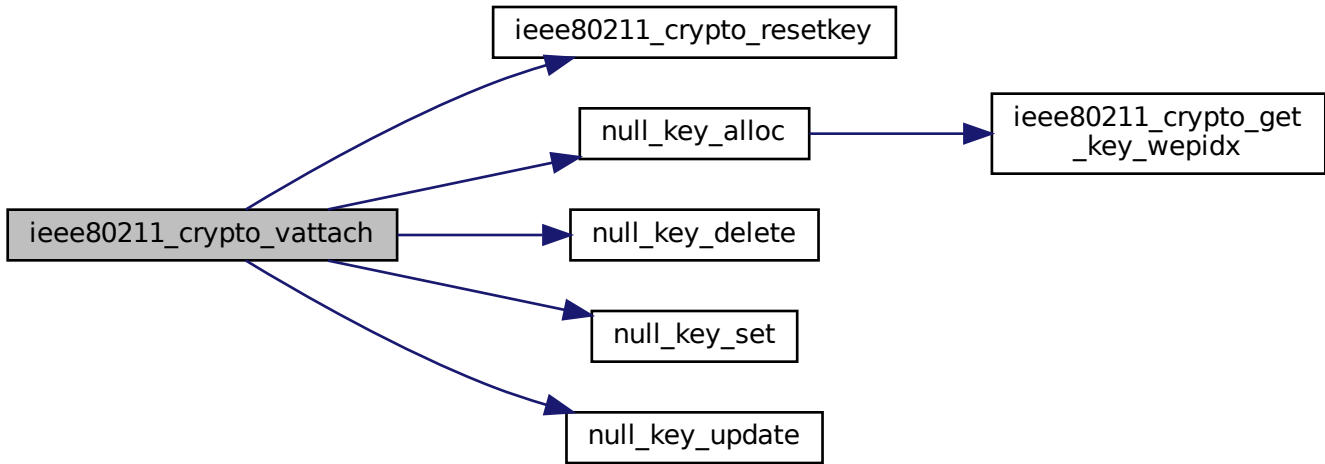 ieee80211_crypto_resetkey
null_key_alloc
ieee80211_crypto_get
_key_wepidx
ieee80211_crypto_vattach
null_key_delete
null_key_set
null_key_update